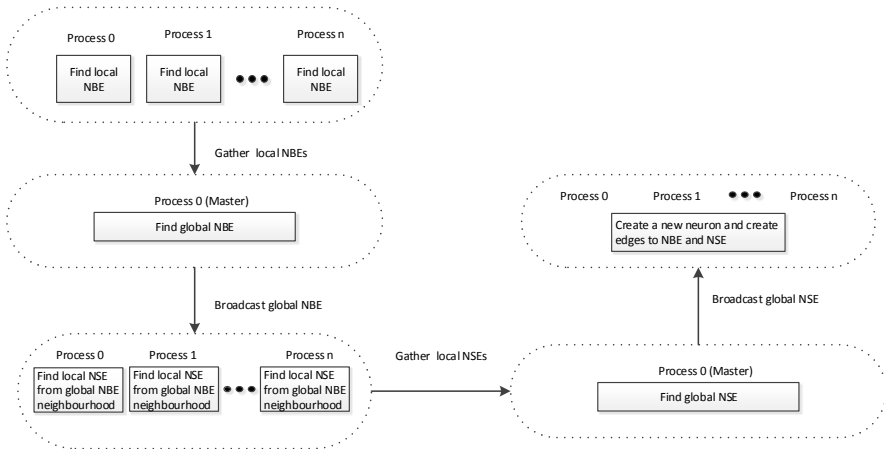 Process 0
Process 1
Process n
Find local
NBE
Find local
NBE
Find local
NBE
Gather local NBEs
Process 0 (Master)
Find global NBE
Broadcast global NBE
Process 0
Process 1
Process n
Find local NSE
from global NBE
neighbourhood
Find local NSE
from global NBE
neighbourhood
Find local NSE
from global NBE
neighbourhood
Gather local NSEs
Process 0 (Master)
Find global NSE
Broadcast global NSE
Process 0
Process 1
Process n
Create a new neuron and create
edges to NBE and NSE